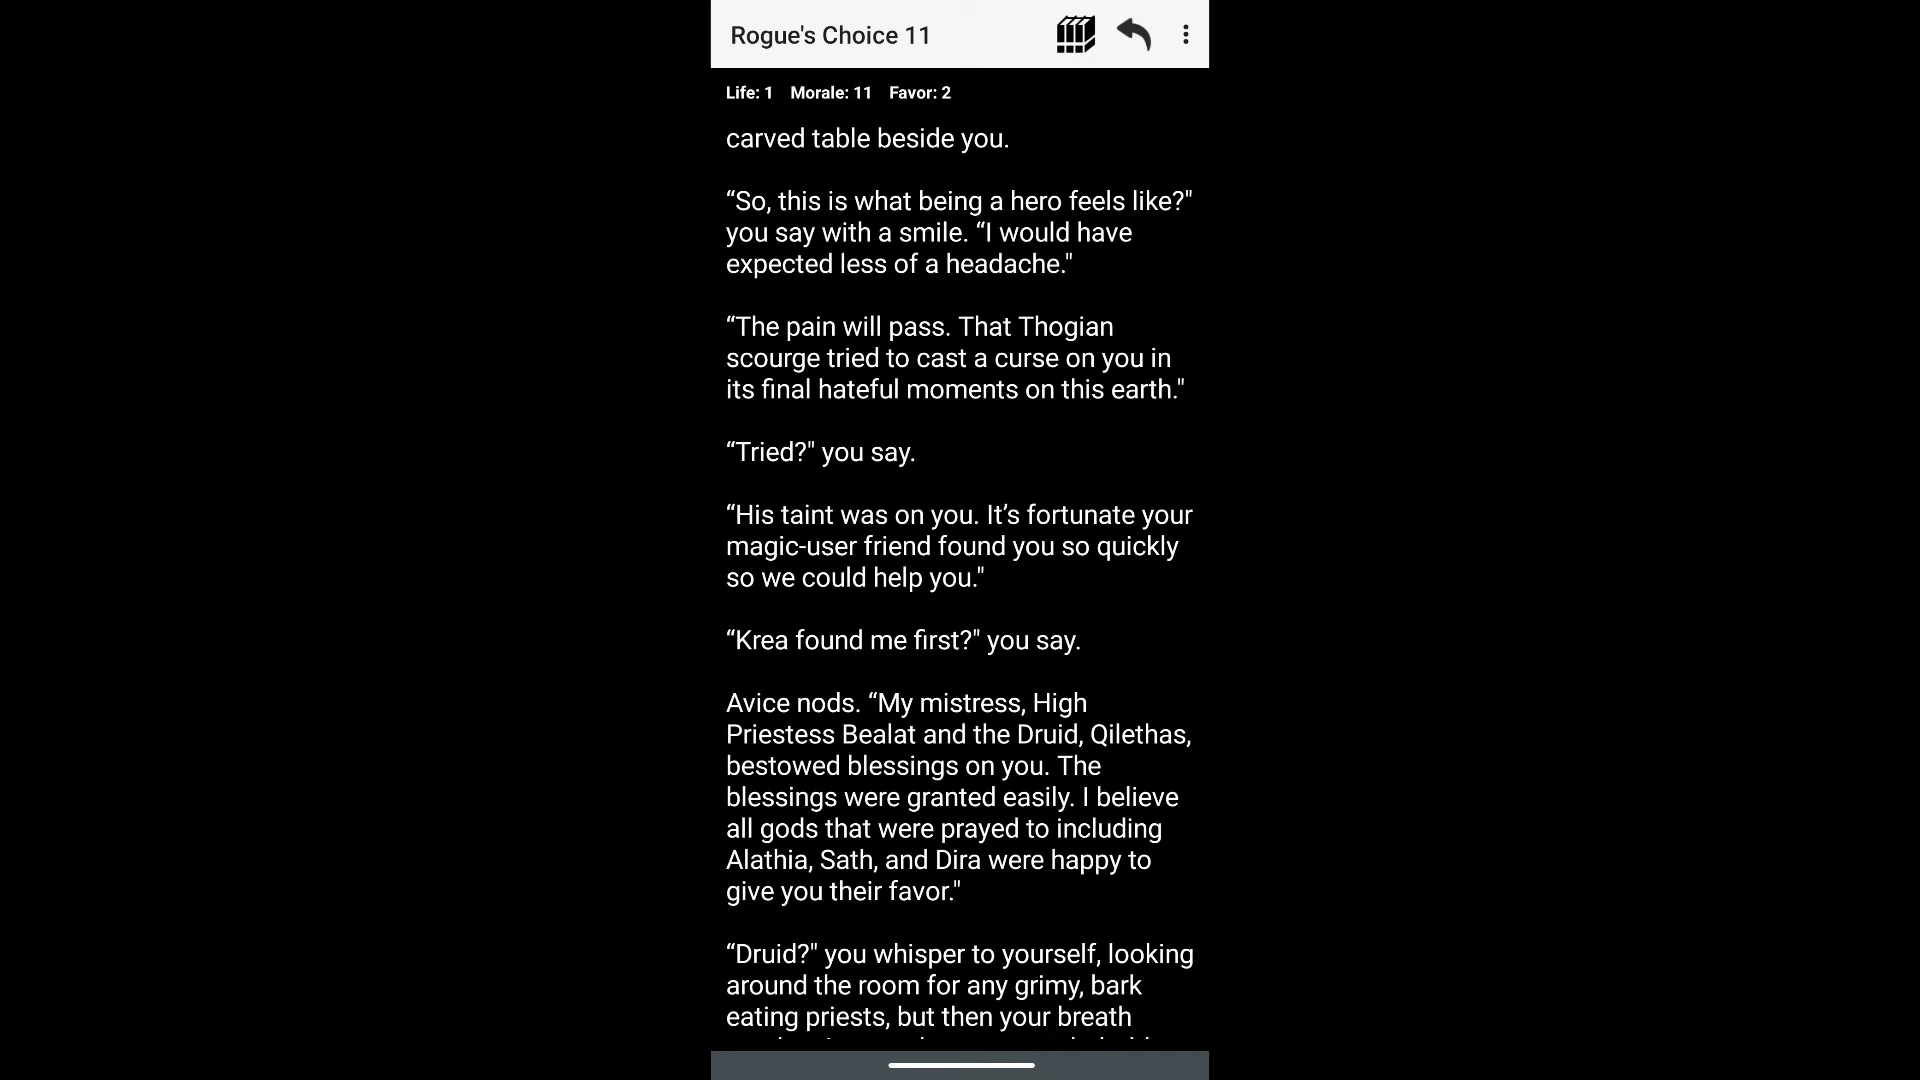 Rogue's Choice 11
Life: 1 Morale: 11 Favor: 2
carved table beside you.
“So, this is what being a hero feels like?"
you say with a smile. “I would have
expected less of a headache."
“The pain will pass. That Thogian
scourge tried to cast a curse on you in
its final hateful moments on this earth."
“Tried?" you say.
“His taint was on you. It’s fortunate your
magic-user friend found you so quickly
so we could help you."
“Krea found me first?" you say.
Avice nods. “My mistress, High
Priestess Bealat and the Druid, Qilethas,
bestowed blessings on you. The
blessings were granted easily. I believe
all gods that were prayed to including
Alathia, Sath, and Dira were happy to
give you their favor."
“Druid?" you whisper to yourself, looking
around the room for any grimy, bark
eating priests, but then your breath